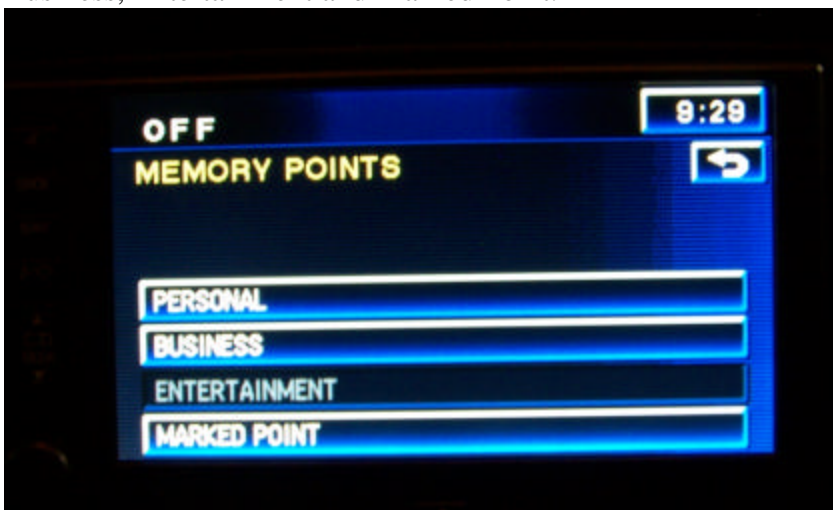 OFF
9:29
MEMORY POINTS
PERSONAL
BUSINESS
ENTERTAINMENT
MARKED POINT